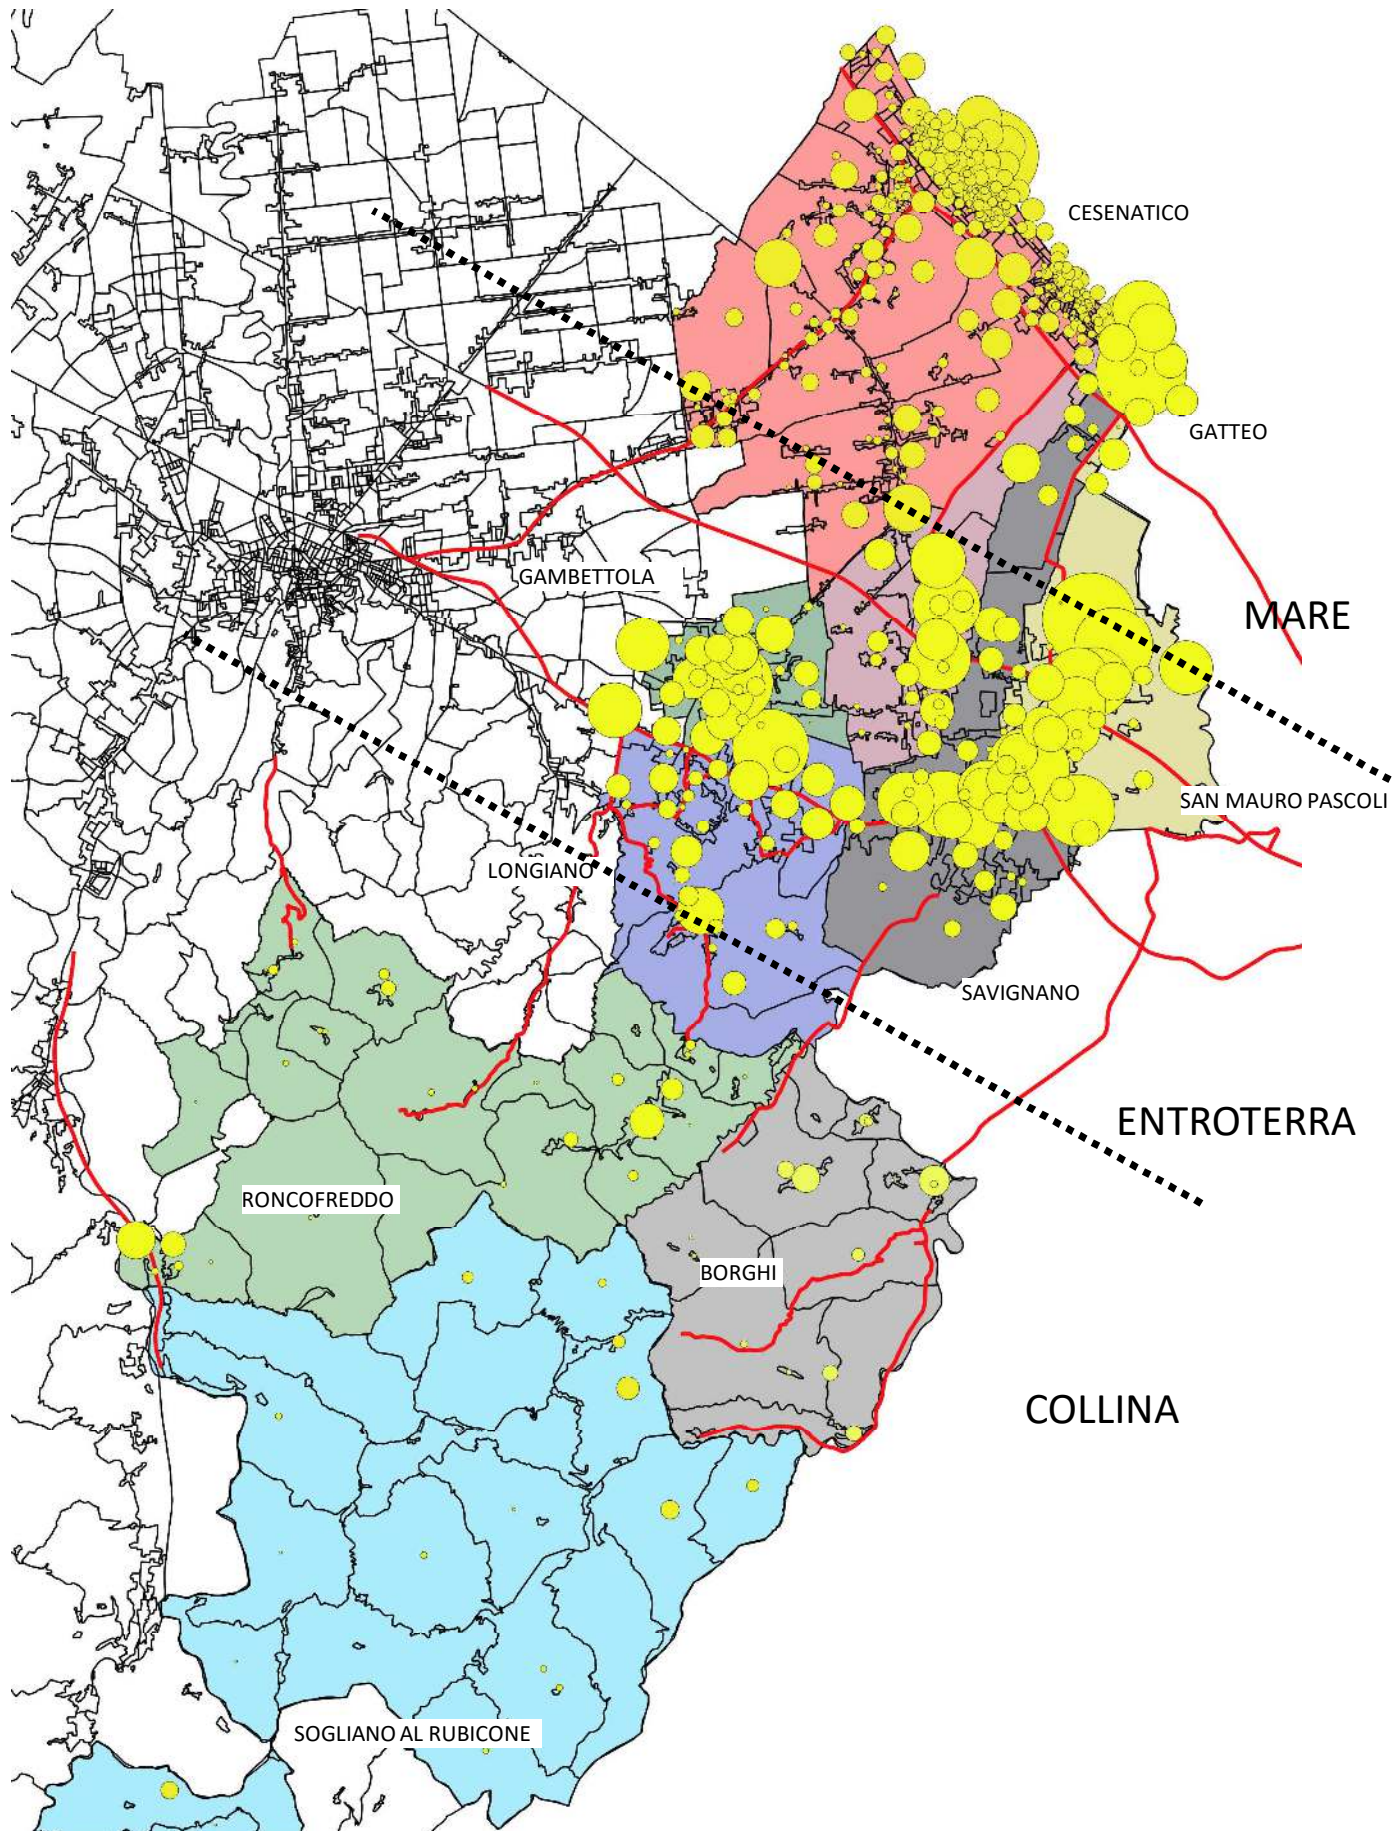 CESENATICO
GATTEO
GAMBETTOLA
MARE
SAN MAURO PASCOLI
LONGIANO
SAVIGNANO
ENTROTERRA
RONCOFREDDO
BORGHI
COLLINA
SOGLIANO AL RUBICONE